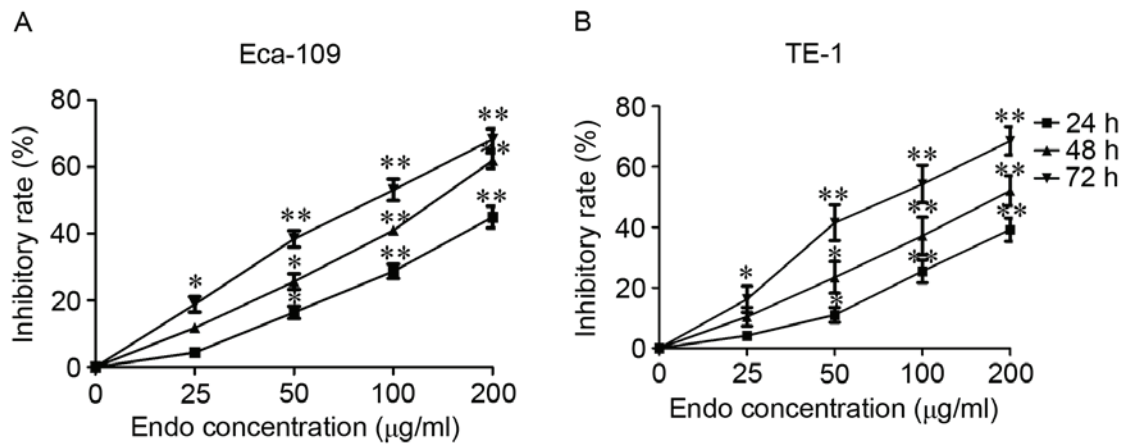 A
Eca-109
Inhibitory rate (%)
80
60
40
20
0
** 
**
**
**
**
**
**
*
*
*
0 25 50 100 200
Endo concentration (μg/ml)
B
TE-1
Inhibitory rate (%)
80
60
40
20
0
**
**
**
**
**
**
**
*
*
*
0 25 50 100 200
Endo concentration (μg/ml)
24 h
48 h
72 h